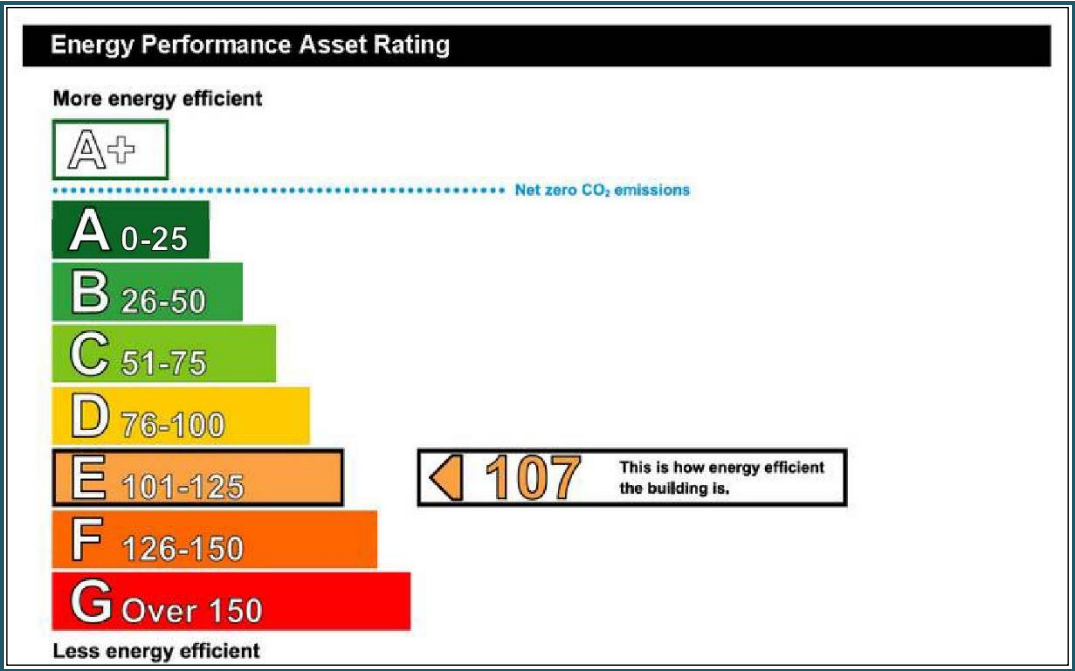 Energy Performance Asset Rating
More energy efficient
A+
Net zero CO₂ emissions
A 0-25
B 26-50
C 51-75
D 76-100
E 101-125
107
This is how energy efficient
the building is.
F 126-150
G Over 150
Less energy efficient